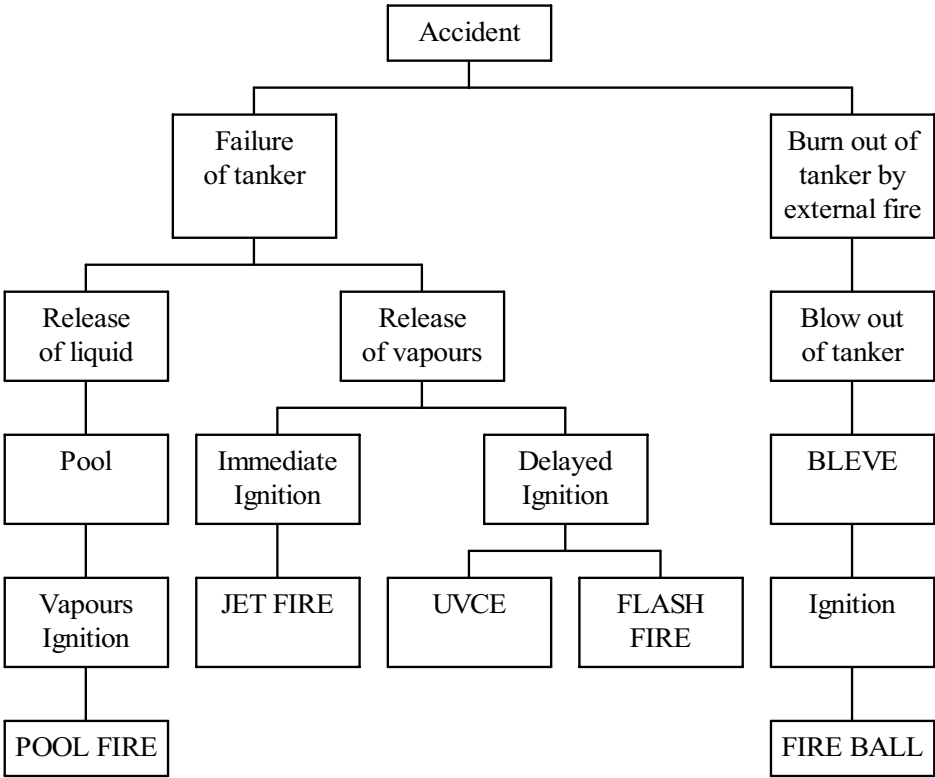 Accident
Failure
of tanker
Burn out of
tanker by
external fire
Release
of liquid
Release
of vapours
Blow out
of tanker
Pool
Immediate
Ignition
Delayed
Ignition
BLEVE
Vapours
Ignition
JET FIRE
UVCE
FLASH
FIRE
Ignition
POOL FIRE
FIRE BALL